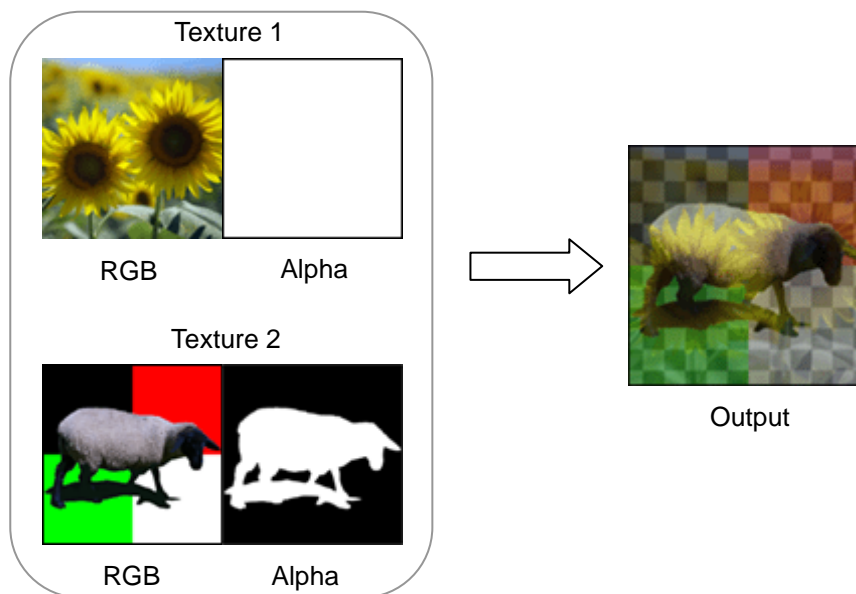 Texture 1
RGB
Alpha
Texture 2
RGB
Alpha
Output